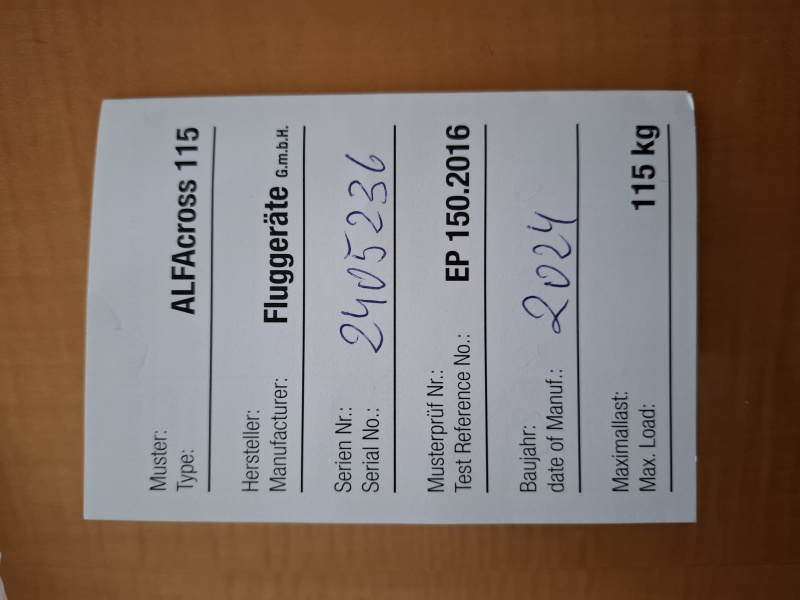 Muster:
Type: ALFAcross 115
Hersteller:
Manufacturer: Fluggeräte G.m.b.H.
Serien Nr.:
Serial No.: 2405236
Musterprüf Nr.:
Test Reference No.: EP 150.2016
Baujahr:
date of Manuf.: 2024
Maximallast:
Max. Load: 115 kg